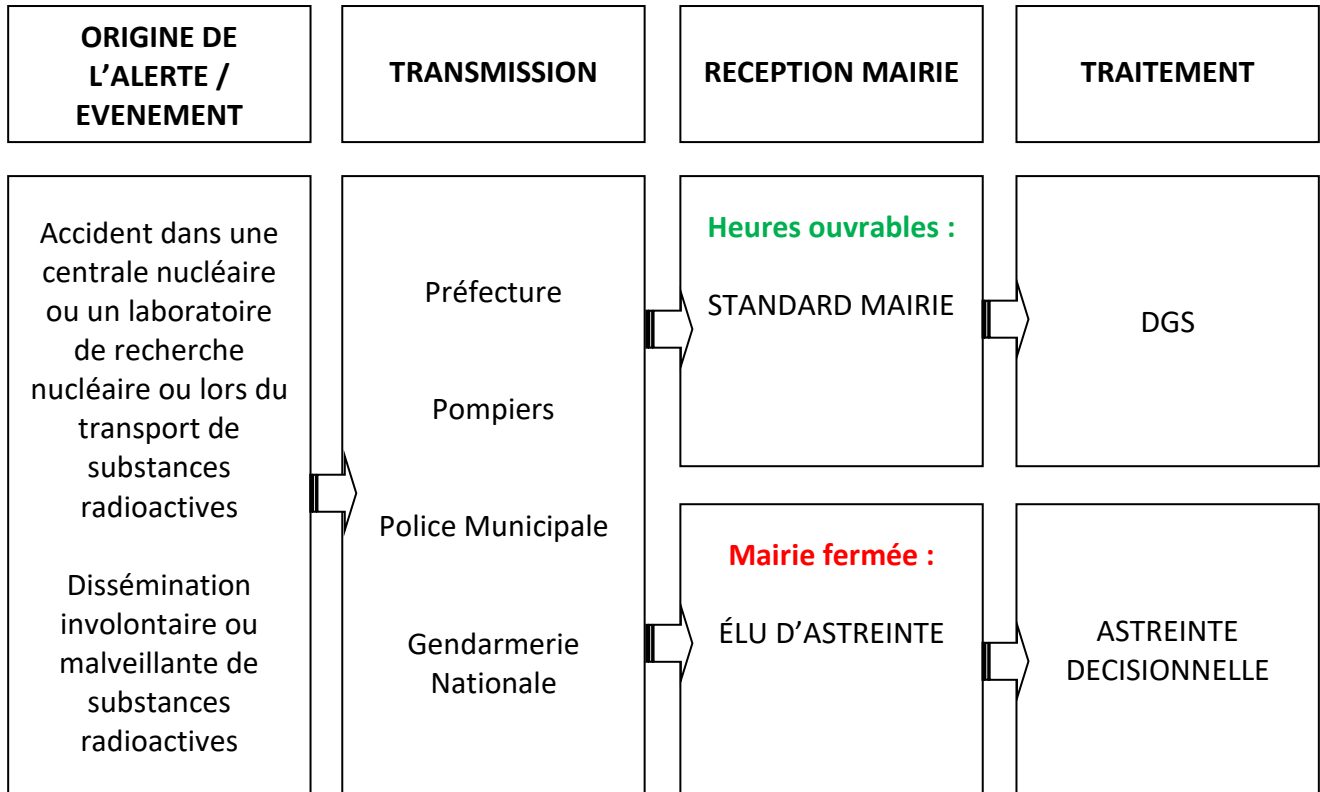 ORIGINE DE
L’ALERTE /
EVENEMENT
TRANSMISSION
RECEPTION MAIRIE
TRAITEMENT
Accident dans une
centrale nucléaire
ou un laboratoire
de recherche
nucléaire ou lors du
transport de
substances
radioactives
Dissémination
involontaire ou
malveillante de
substances
radioactives
Préfecture
Pompiers
Police Municipale
Gendarmerie
Nationale
Heures ouvrables :
STANDARD MAIRIE
DGS
Mairie fermée :
ÉLU D’ASTREINTE
ASTREINTE
DECISIONNELLE